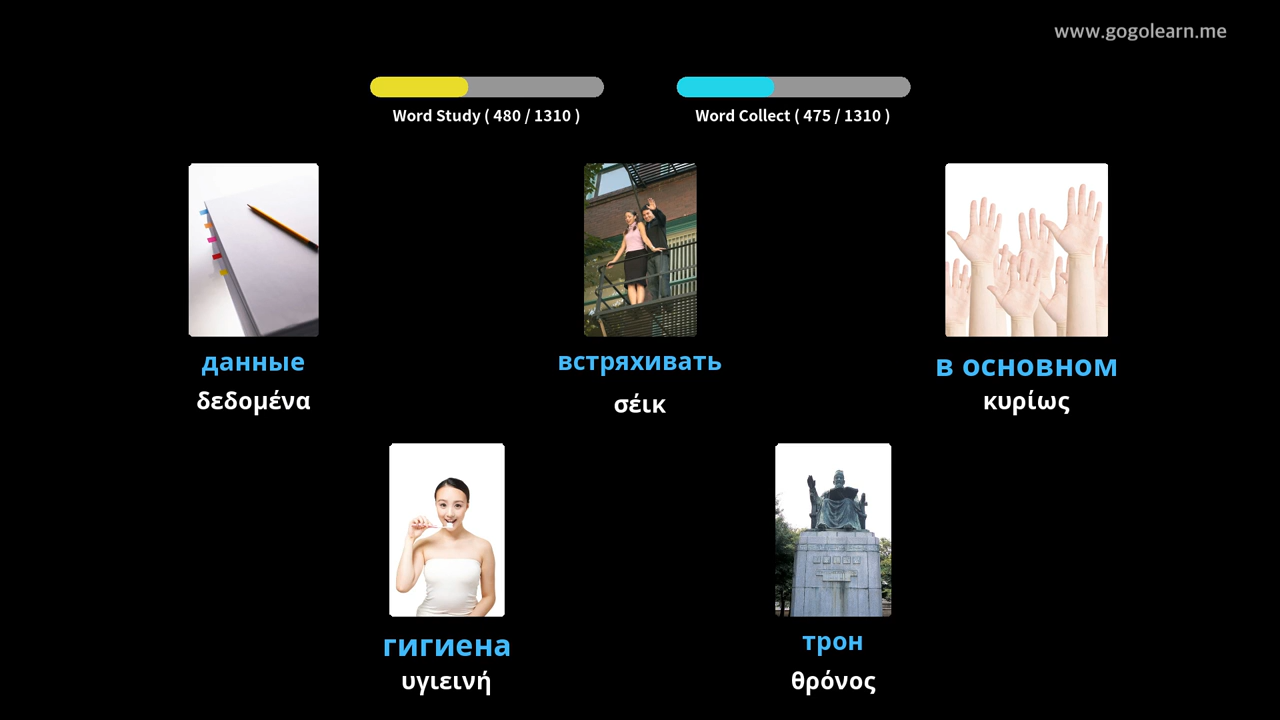 www.gogolearn.me
Word Study ( 480 / 1310 )
Word Collect ( 475 / 1310 )
данные
δεδομένα
встряхивать
σέικ
в основном
κυρίως
гигиена
υγιεινή
трон
θρόνος